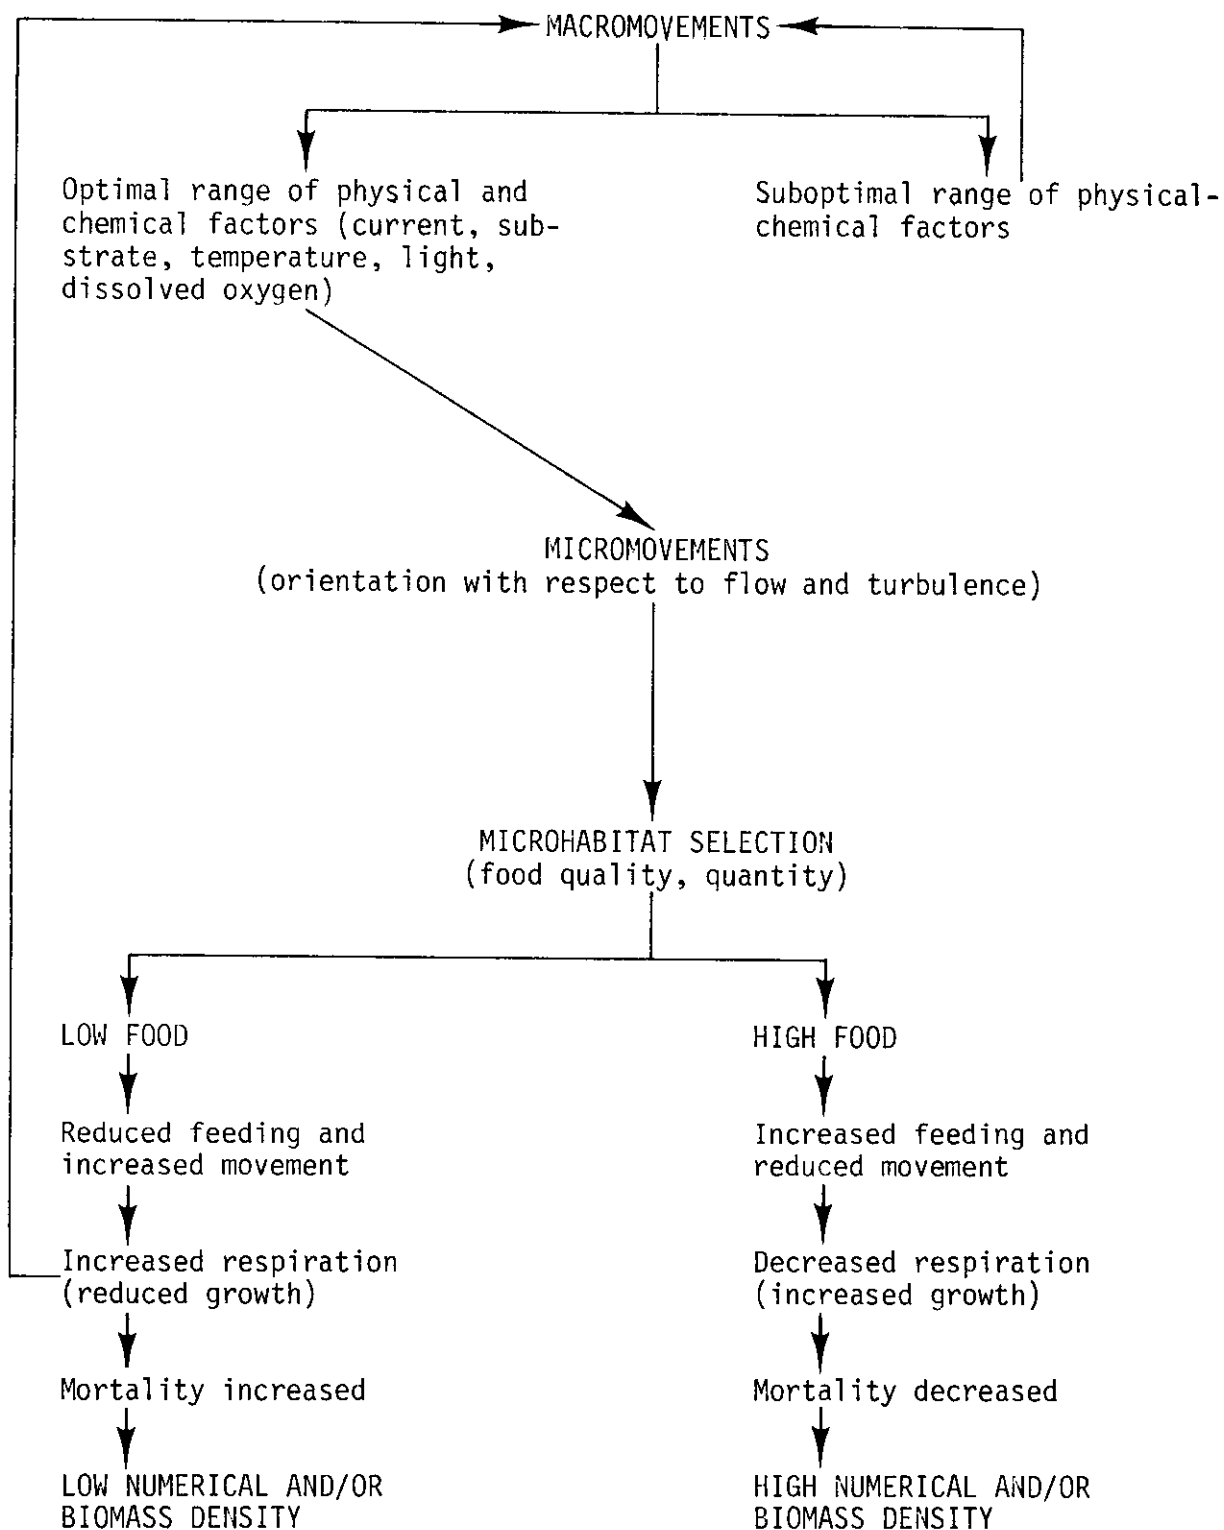 MACROMOVEMENTS
Optimal range of physical and
chemical factors (current, sub-
strate, temperature, light,
dissolved oxygen)
Suboptimal range of physical-
chemical factors
MICROMOVEMENTS
(orientation with respect to flow and turbulence)
MICROHABITAT SELECTION
(food quality, quantity)
LOW FOOD
Reduced feeding and
increased movement
Increased respiration
(reduced growth)
Mortality increased
LOW NUMERICAL AND/OR
BIOMASS DENSITY
HIGH FOOD
Increased feeding and
reduced movement
Decreased respiration
(increased growth)
Mortality decreased
HIGH NUMERICAL AND/OR
BIOMASS DENSITY